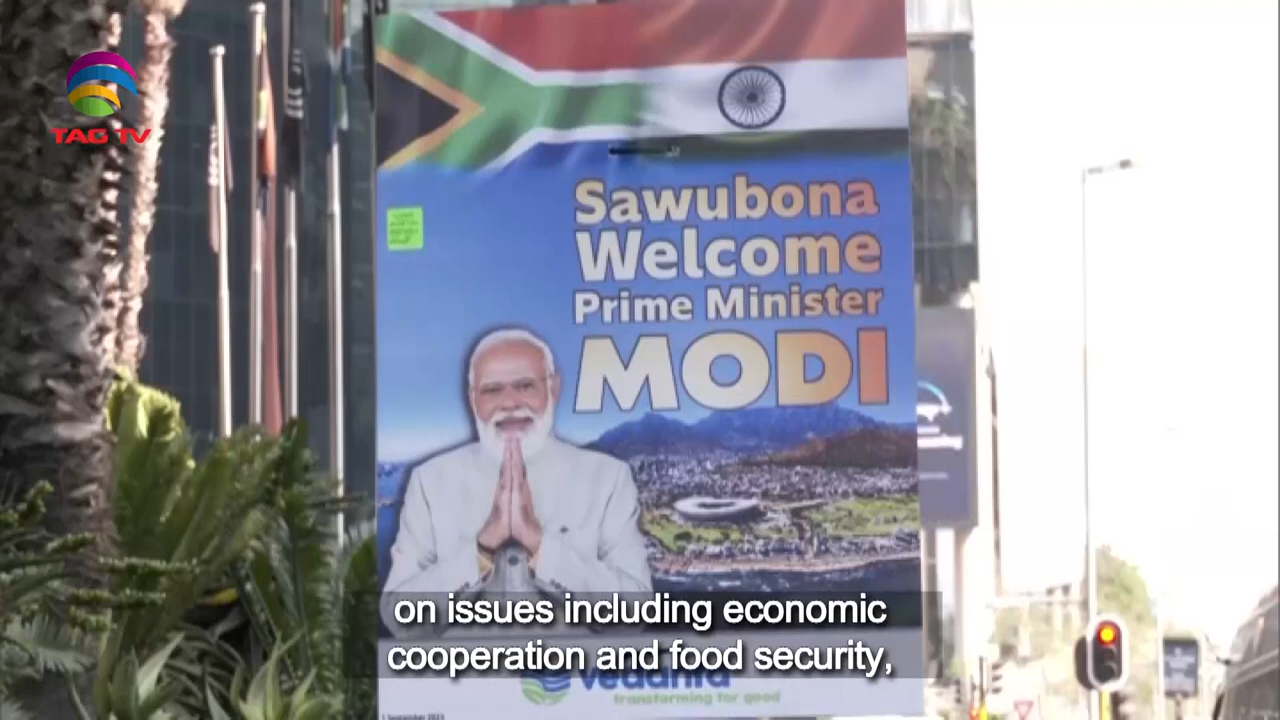 TAG TV
Sawubona
Welcome
Prime Minister
MODI
on issues including economic
cooperation and food security,
vedanta
transforming for good